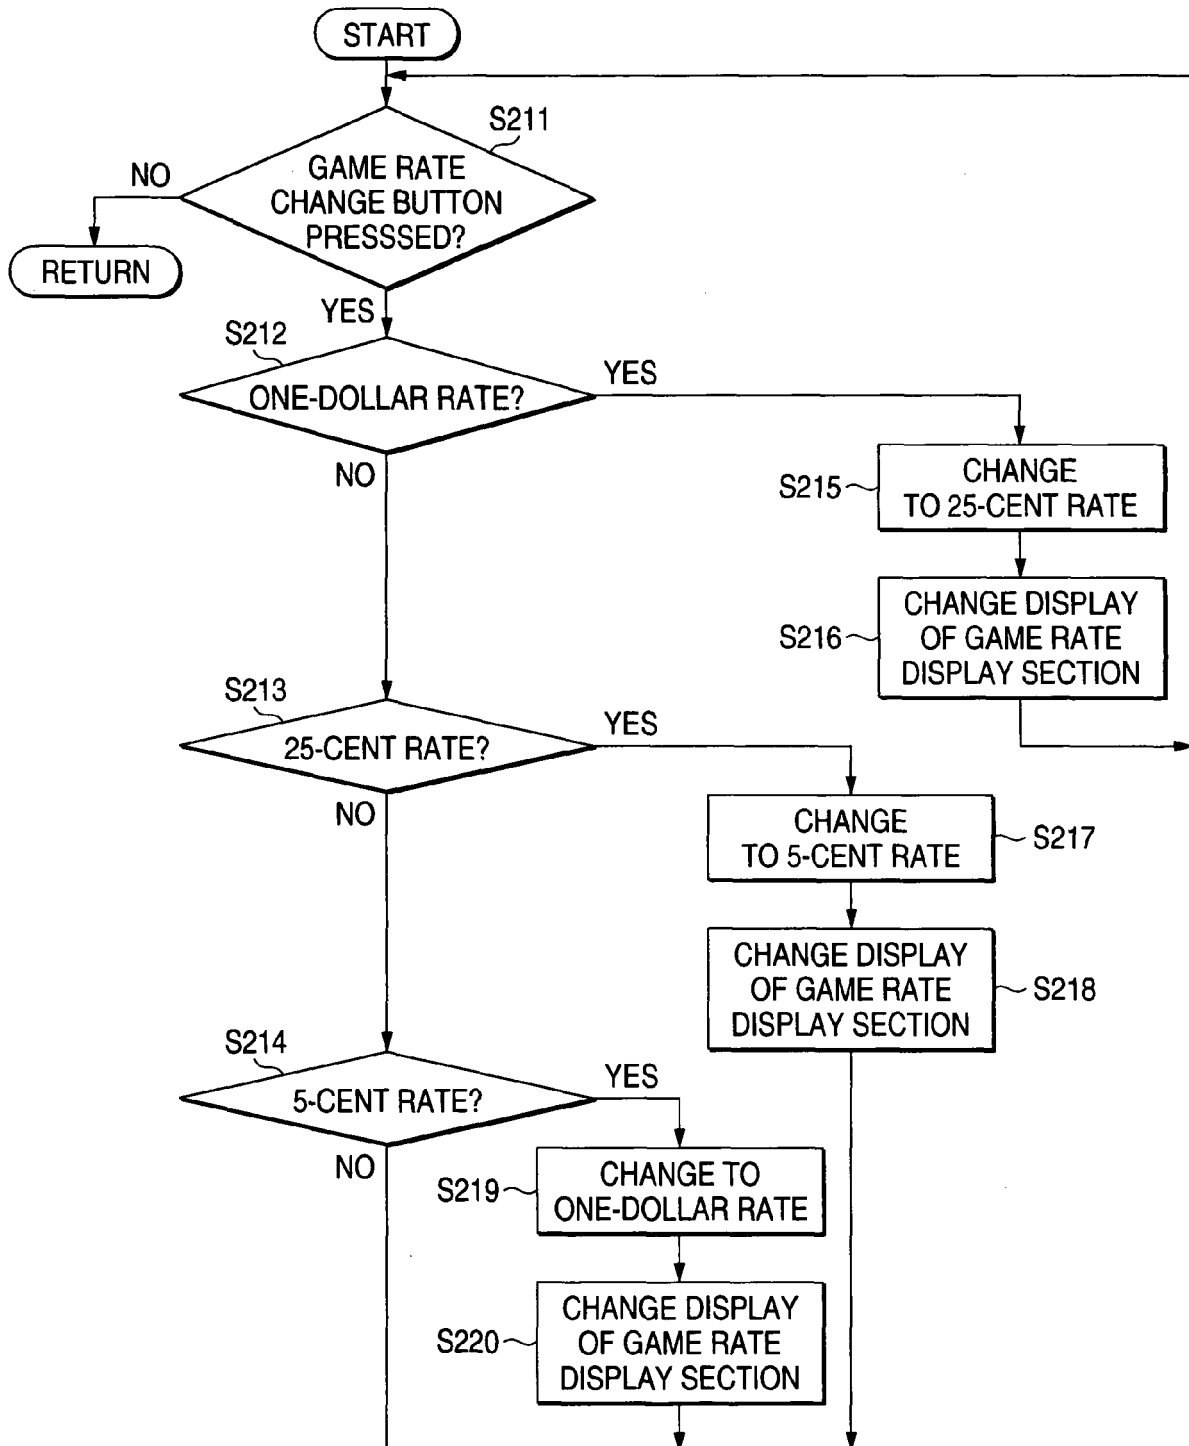 START
S211
GAME RATE
CHANGE BUTTON
PRESSSED?
NO
RETURN
YES
S212
ONE-DOLLAR RATE?
YES
NO
S215
CHANGE
TO 25-CENT RATE
S216
CHANGE DISPLAY
OF GAME RATE
DISPLAY SECTION
S213
25-CENT RATE?
YES
NO
CHANGE
TO 5-CENT RATE
S217
CHANGE DISPLAY
OF GAME RATE
DISPLAY SECTION
S218
S214
5-CENT RATE?
YES
NO
S219
CHANGE TO
ONE-DOLLAR RATE
S220
CHANGE DISPLAY
OF GAME RATE
DISPLAY SECTION